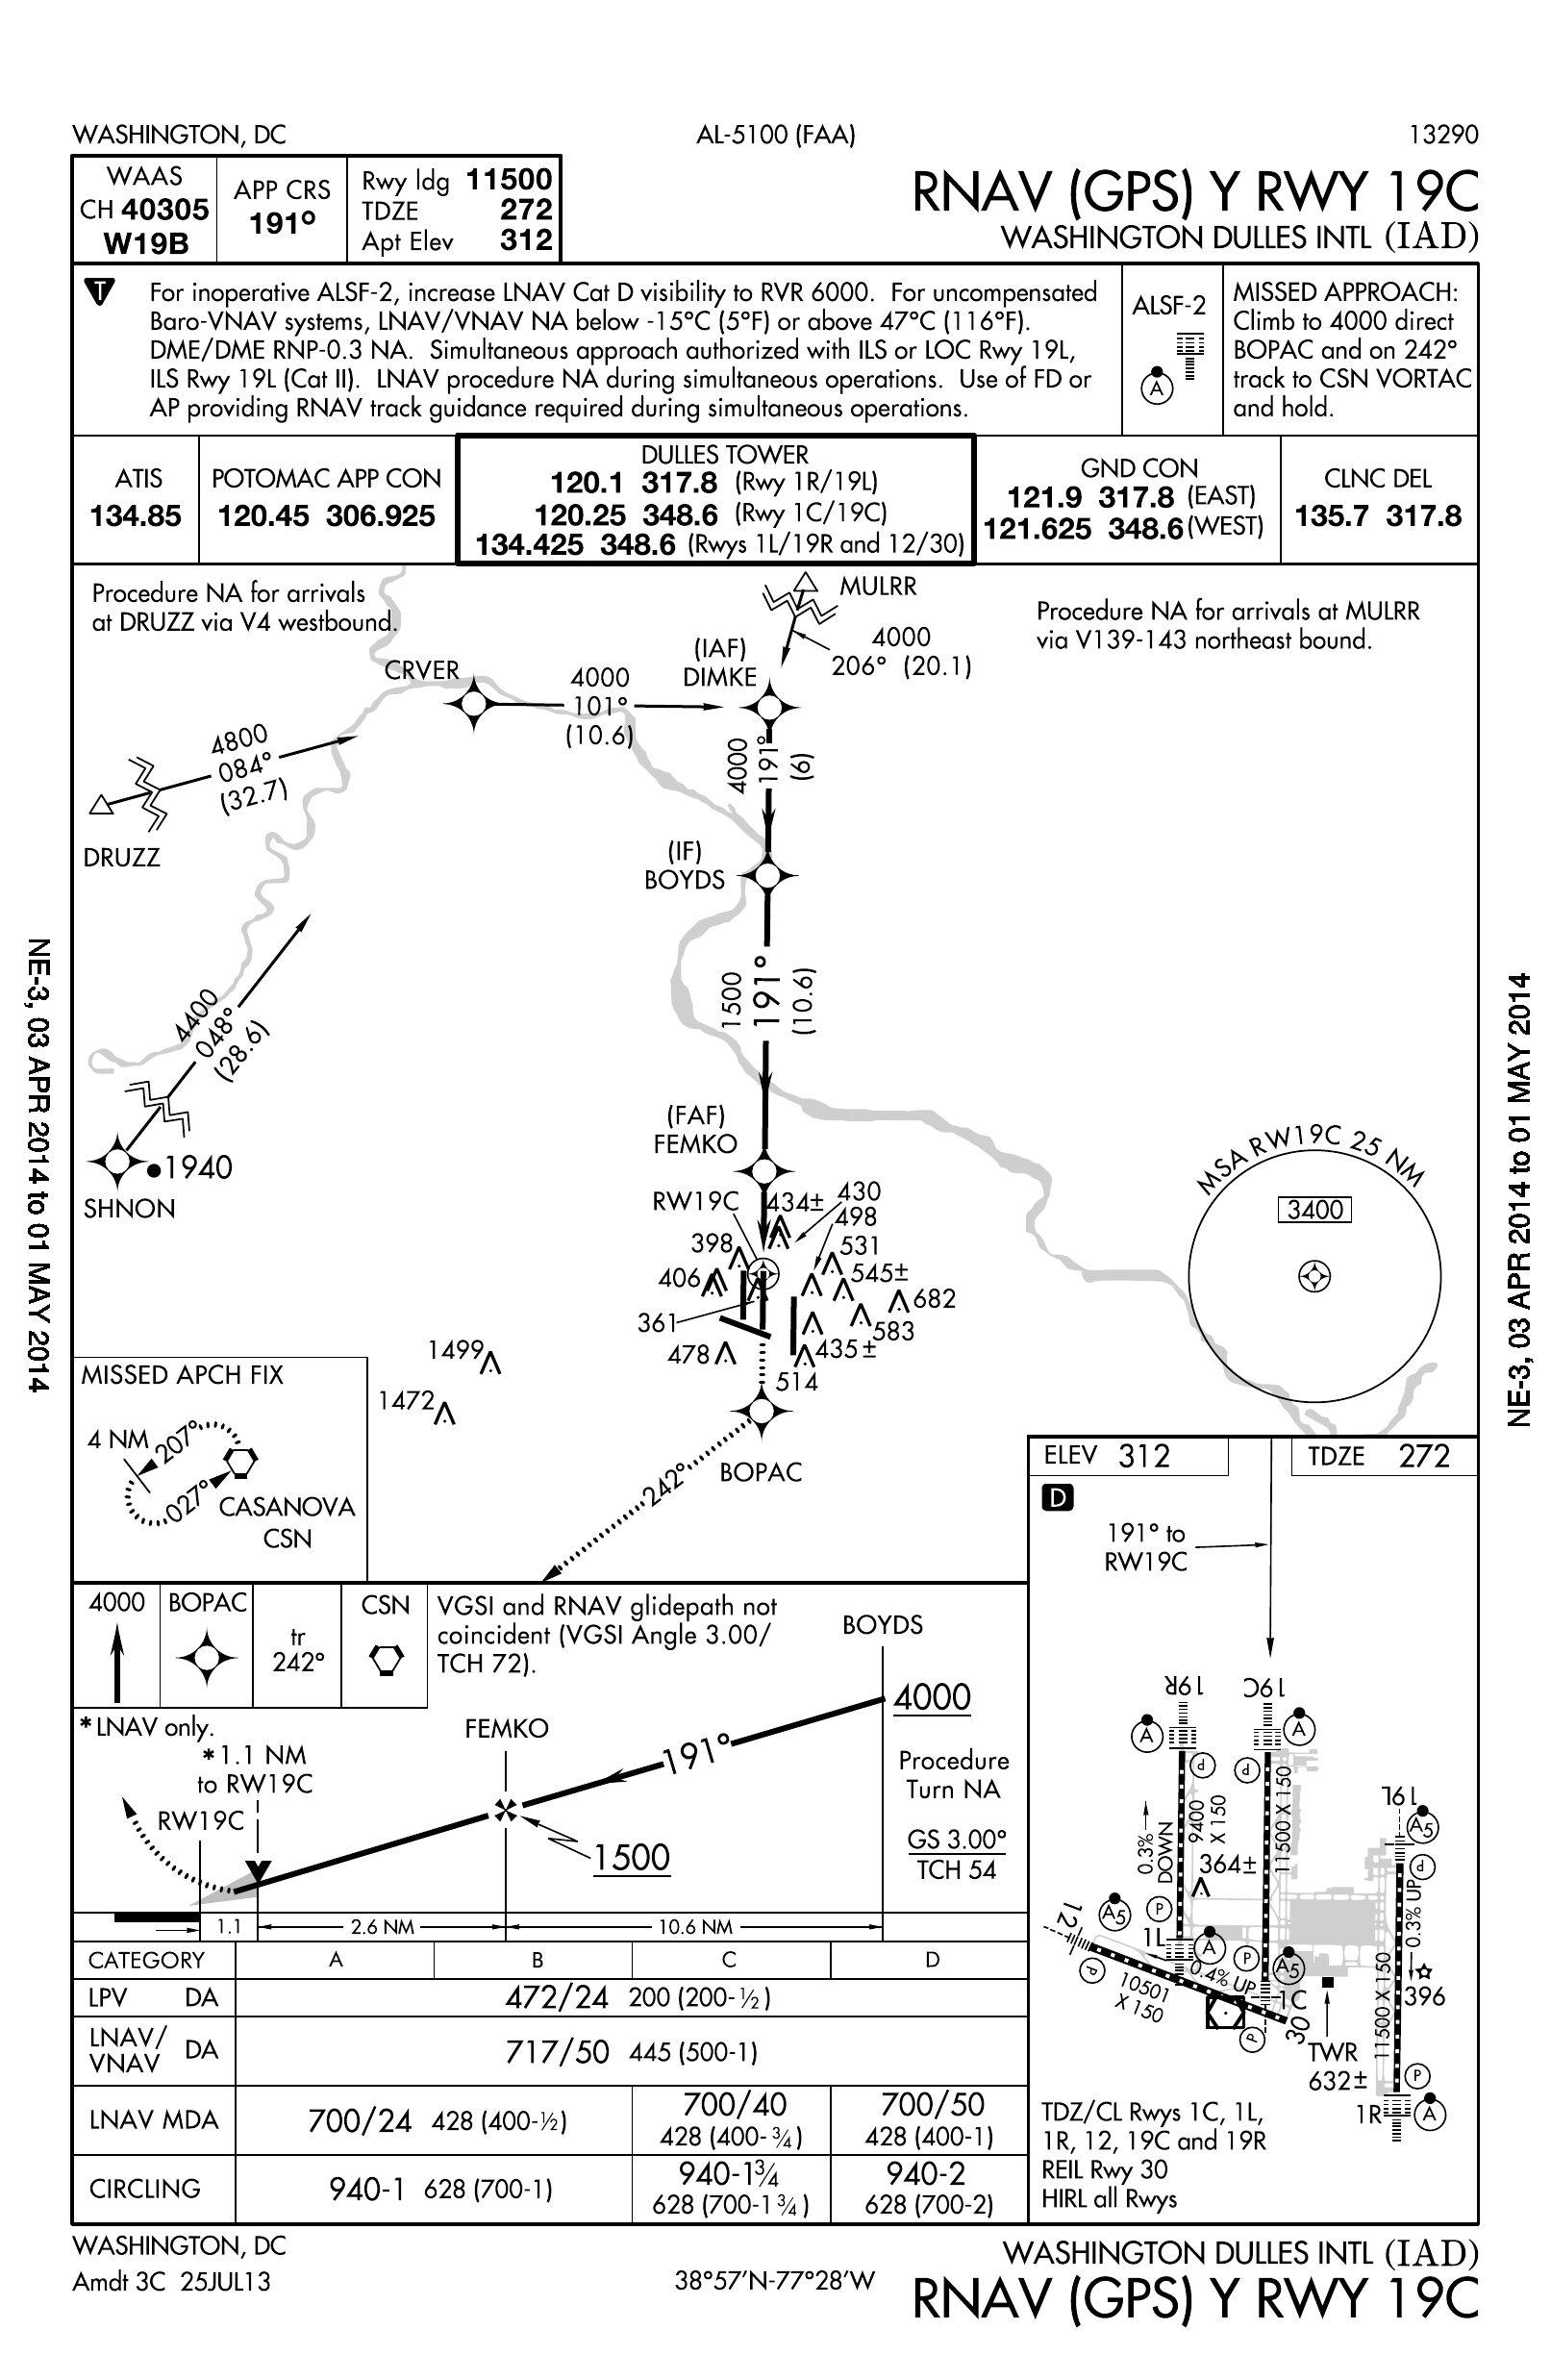 WASHINGTON, DC
AL-5100 (FAA)
13290
WAAS
CH 40305
W19B
APP CRS
191°
Rwy ldg 11500
TDZE 272
Apt Elev 312
RNAV (GPS) Y RWY 19C
WASHINGTON DULLES INTL (IAD)
T
For inoperative ALSF-2, increase LNAV Cat D visibility to RVR 6000. For uncompensated
Baro-VNAV systems, LNAV/VNAV NA below -15°C (5°F) or above 47°C (116°F).
DME/DME RNP-0.3 NA. Simultaneous approach authorized with ILS or LOC Rwy 19L,
ILS Rwy 19L (Cat II). LNAV procedure NA during simultaneous operations. Use of FD or
AP providing RNAV track guidance required during simultaneous operations.
ALSF-2
A
MISSED APPROACH:
Climb to 4000 direct
BOPAC and on 242°
track to CSN VORTAC
and hold.
ATIS
134.85
POTOMAC APP CON
120.45 306.925
DULLES TOWER
120.1 317.8 (Rwy 1R/19L)
120.25 348.6 (Rwy 1C/19C)
134.425 348.6 (Rwys 1L/19R and 12/30)
GND CON
121.9 317.8 (EAST)
121.625 348.6 (WEST)
CLNC DEL
135.7 317.8
Procedure NA for arrivals
at DRUZZ via V4 westbound.
MULRR
4000
206° (20.1)
Procedure NA for arrivals at MULRR
via V139-143 northeast bound.
CRVER
4000
101°
(10.6)
(IAF)
DIMKE
4800
084°
(32.7)
DRUZZ
4000
191°
(6)
(IF)
BOYDS
1500
191°
(10.6)
4400
048°
(28.6)
1940
SHNON
(FAF)
FEMKO
RW19C
434±
430
498
398
531
406
545±
682
361
583
478
435±
514
1499
1472
BOPAC
242°
MSA RW19C 25 NM
3400
MISSED APCH FIX
4 NM
207°
027°
CASANOVA
CSN
NE-3, 03 APR 2014 to 01 MAY 2014
NE-3, 03 APR 2014 to 01 MAY 2014
ELEV 312
TDZE 272
D
191° to
RW19C
19R
19C
A
A
P
P
9400
X 150
11500 X 150
0.3%
DOWN
364±
19L
A5
P
0.3% UP
12
A5
P
1L
A
P
A5
P
0.4% UP
10501
X 150
1C
P
30
TWR
632±
11500 X 150
396
P
1R
A
TDZ/CL Rwys 1C, 1L,
1R, 12, 19C and 19R
REIL Rwy 30
HIRL all Rwys
4000
BOPAC
tr
242°
CSN
VGSI and RNAV glidepath not
coincident (VGSI Angle 3.00/
TCH 72).
BOYDS
4000
*LNAV only.
*1.1 NM
to RW19C
RW19C
FEMKO
191°
1500
Procedure
Turn NA
GS 3.00°
TCH 54
1.1
2.6 NM
10.6 NM
CATEGORY A B C D
LPV DA 472/24 200 (200-½)
LNAV/
VNAV DA 717/50 445 (500-1)
LNAV MDA 700/24 428 (400-½)
700/40
428 (400-¾)
700/50
428 (400-1)
CIRCLING 940-1 628 (700-1)
940-1¾
628 (700-1¾)
940-2
628 (700-2)
WASHINGTON, DC
Amdt 3C 25JUL13
38°57'N-77°28'W
WASHINGTON DULLES INTL (IAD)
RNAV (GPS) Y RWY 19C